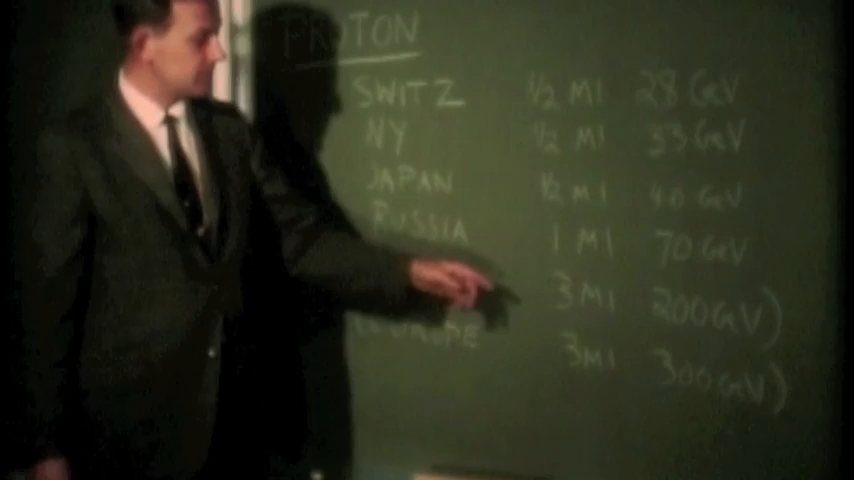 PROTON
SWITZ 1/2 MI 28 GeV
NY 1/2 MI 33 GeV
JAPAN 1/2 MI 40 GeV
RUSSIA 1 MI 70 GeV
3 MI 200 GeV)
EUROPE 3 MI 300 GeV)